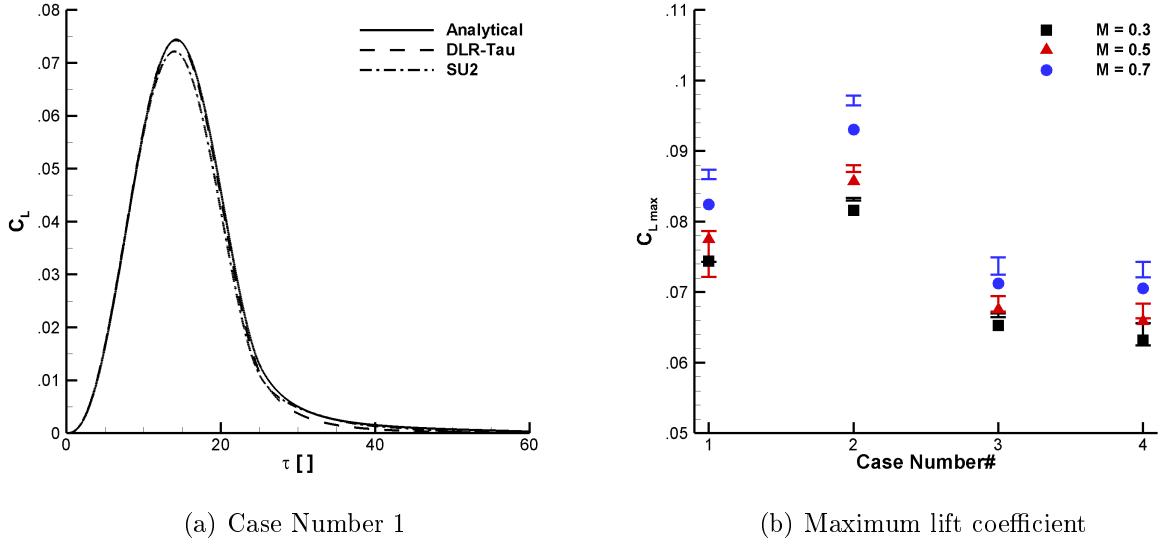 .08
.07
.06
.05
.04
.03
.02
.01
0
C_L
0
20
40
60
τ [ ]
Analytical
DLR-Tau
SU2
(a) Case Number 1
.11
.1
.09
.08
.07
.06
.05
C_L max
1
2
3
4
Case Number#
M = 0.3
M = 0.5
M = 0.7
(b) Maximum lift coefficient